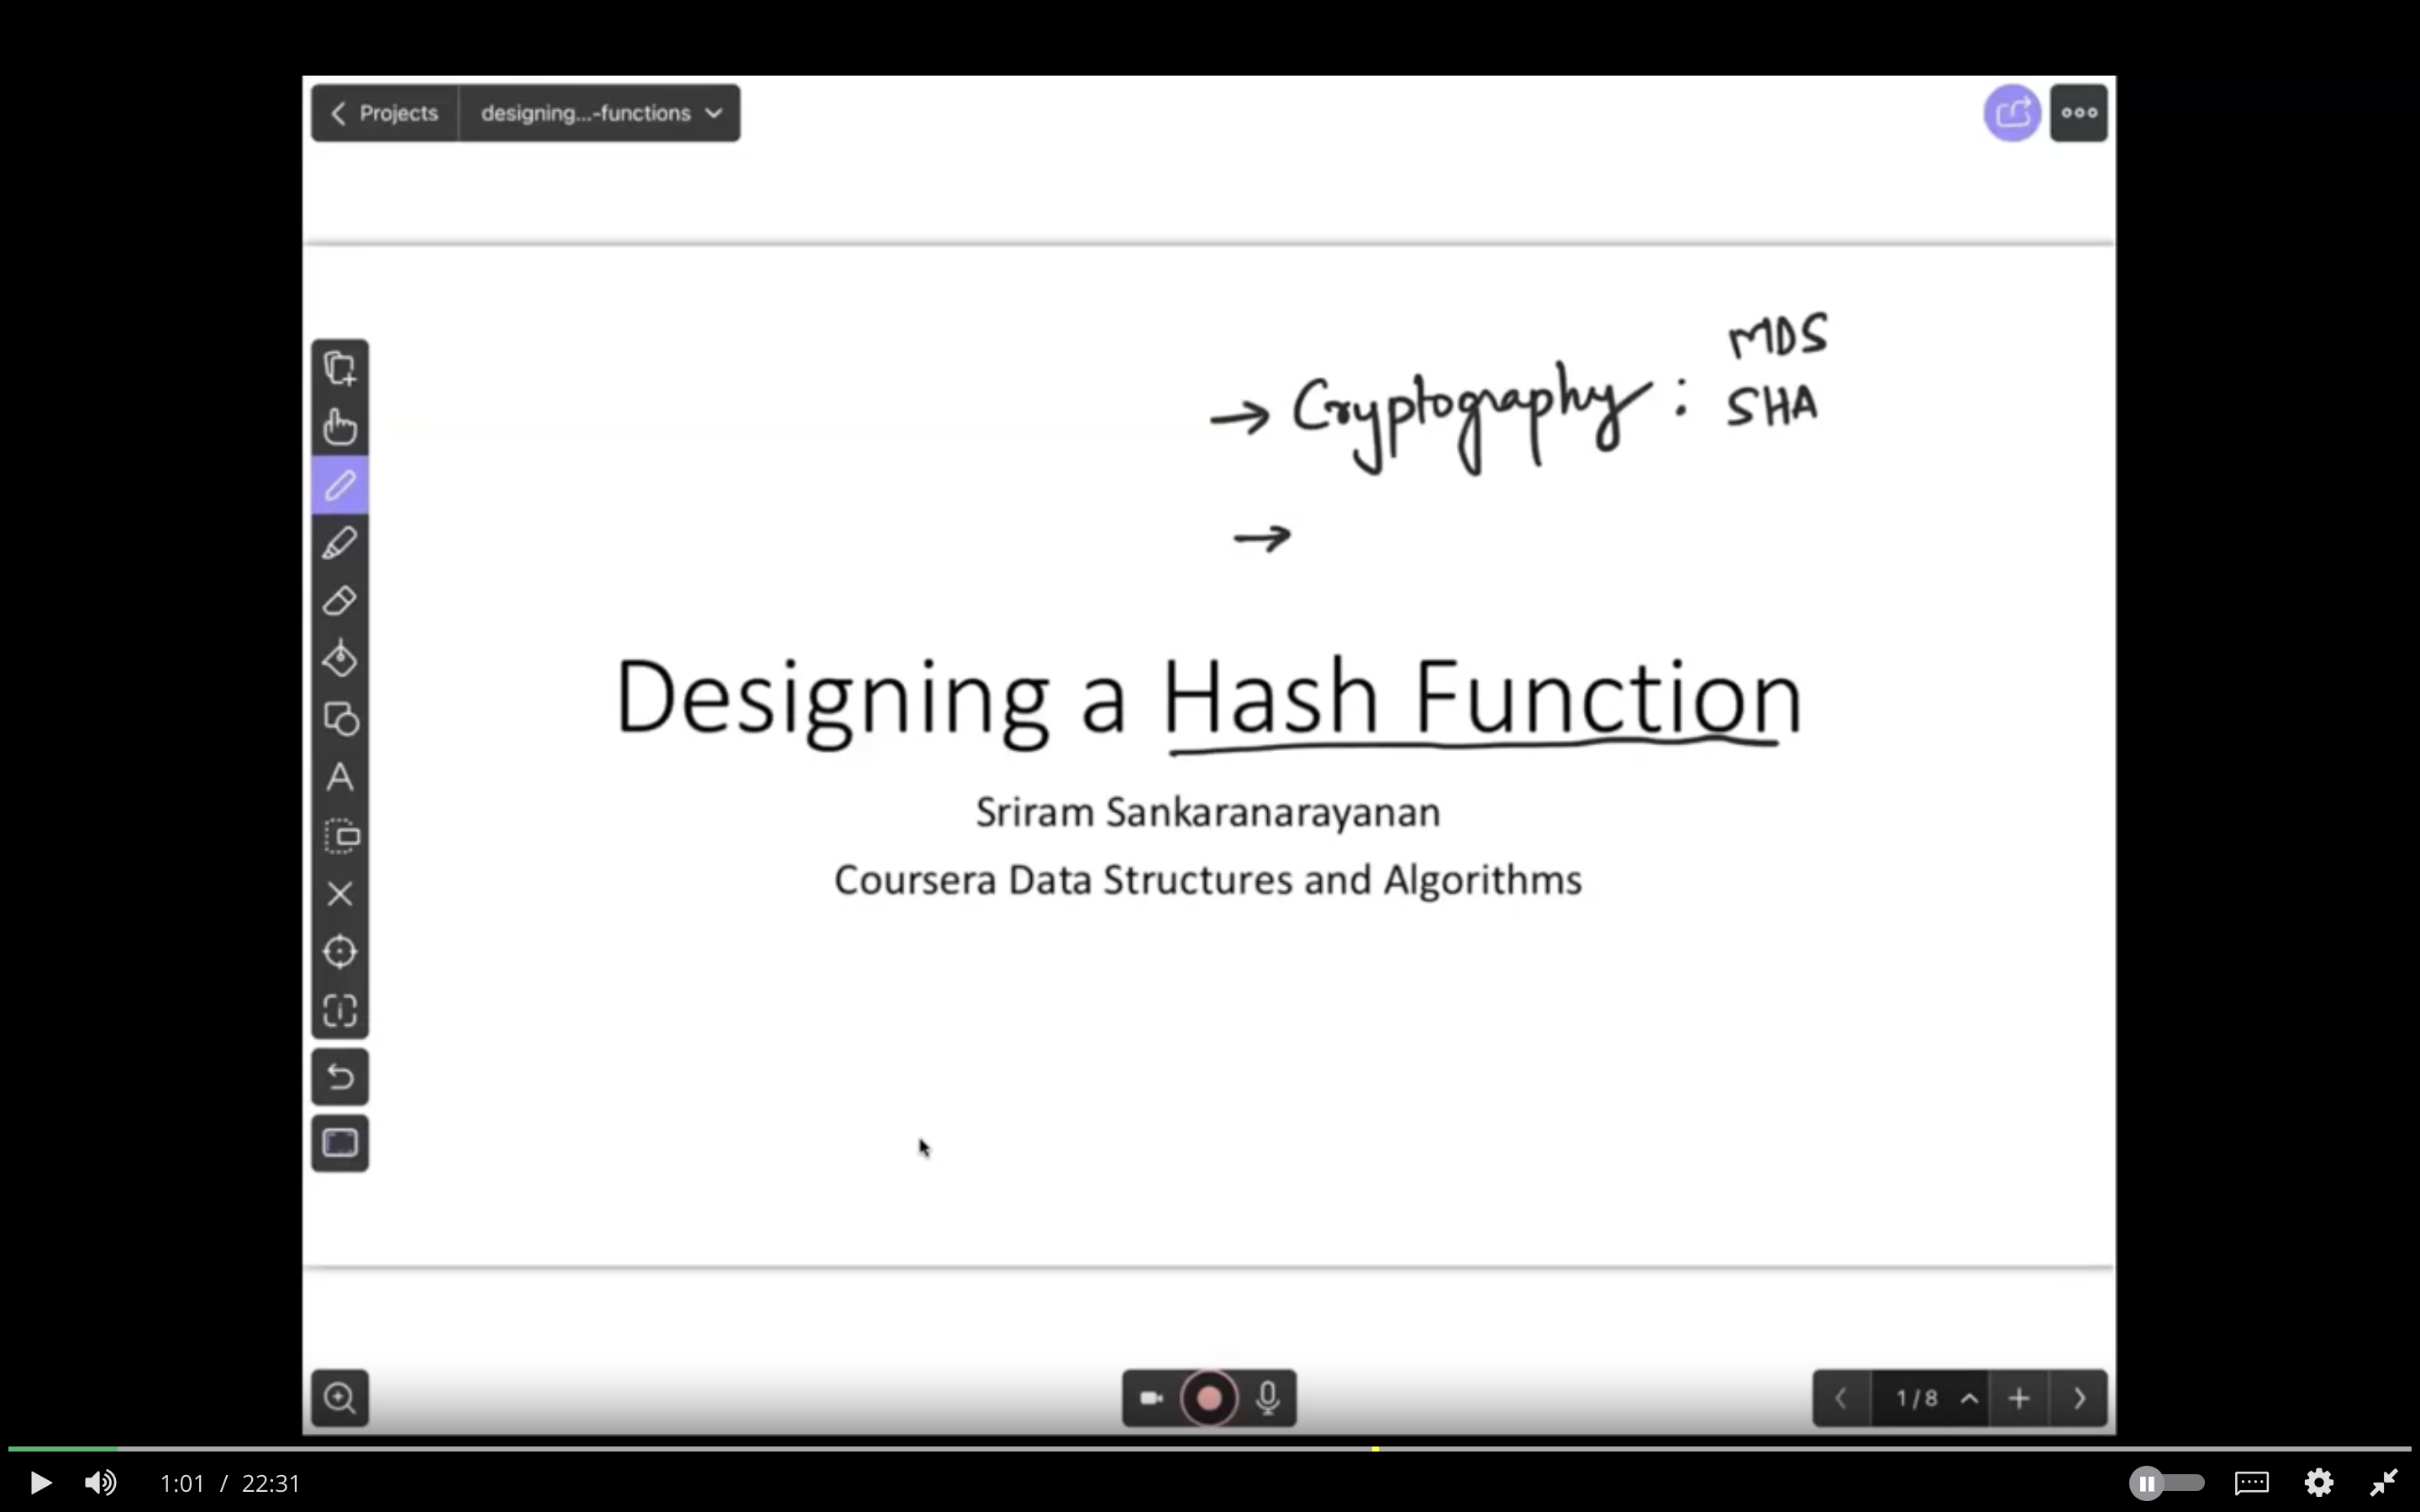 Projects designing...-functions
MD5
→ Cryptography : SHA
→
Designing a Hash Function
Sriram Sankaranarayanan
Coursera Data Structures and Algorithms
A
1/8
1:01 / 22:31